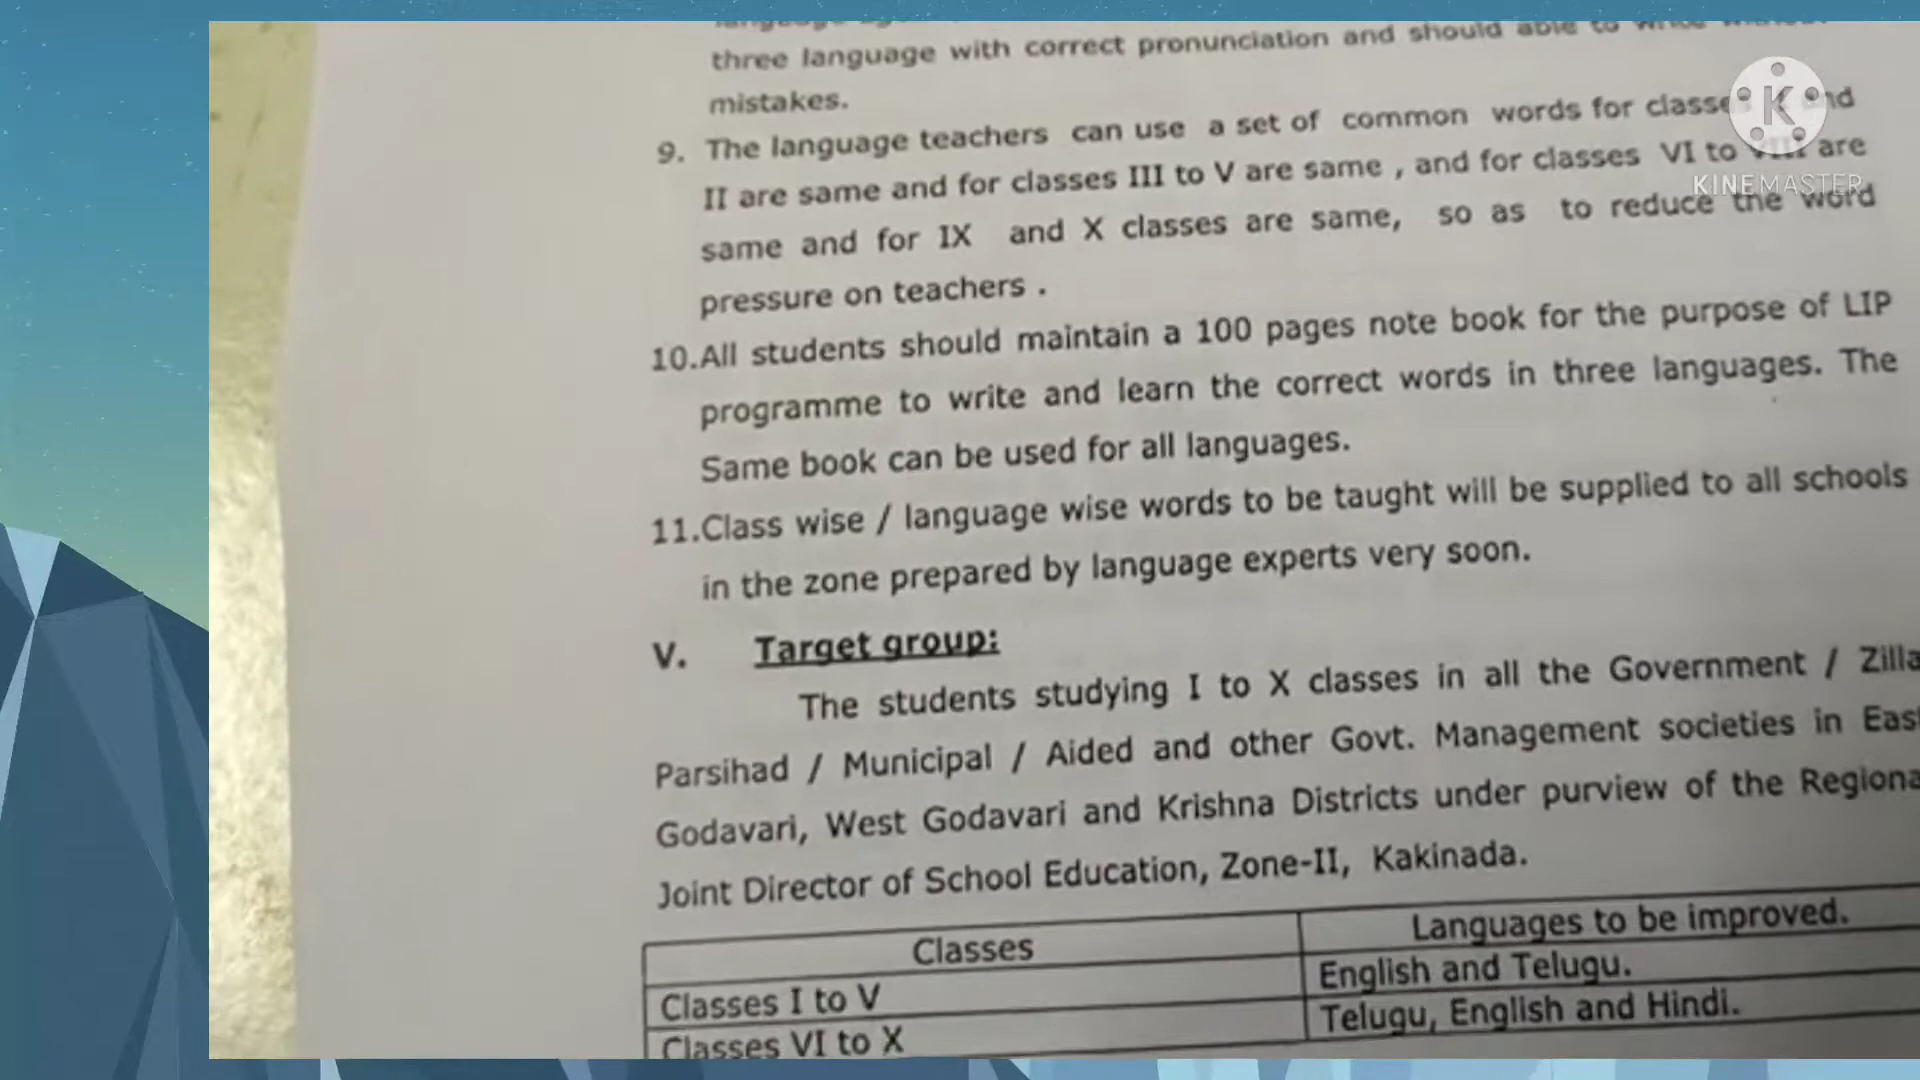 language
three language with correct pronunciation and should able to write
mistakes.
9. The language teachers can use a set of common words for classes and
II are same and for classes III to V are same , and for classes VI to VIII are
same and for IX and X classes are same, so as to reduce the word
pressure on teachers .
10.All students should maintain a 100 pages note book for the purpose of LIP
programme to write and learn the correct words in three languages. The
Same book can be used for all languages.
11.Class wise / language wise words to be taught will be supplied to all schools
in the zone prepared by language experts very soon.
V. Target group:
The students studying I to X classes in all the Government / Zilla
Parsihad / Municipal / Aided and other Govt. Management societies in East
Godavari, West Godavari and Krishna Districts under purview of the Regiona
Joint Director of School Education, Zone-II, Kakinada.
Classes Languages to be improved.
Classes I to V English and Telugu.
Classes VI to X Telugu, English and Hindi.
K
KINEMASTER